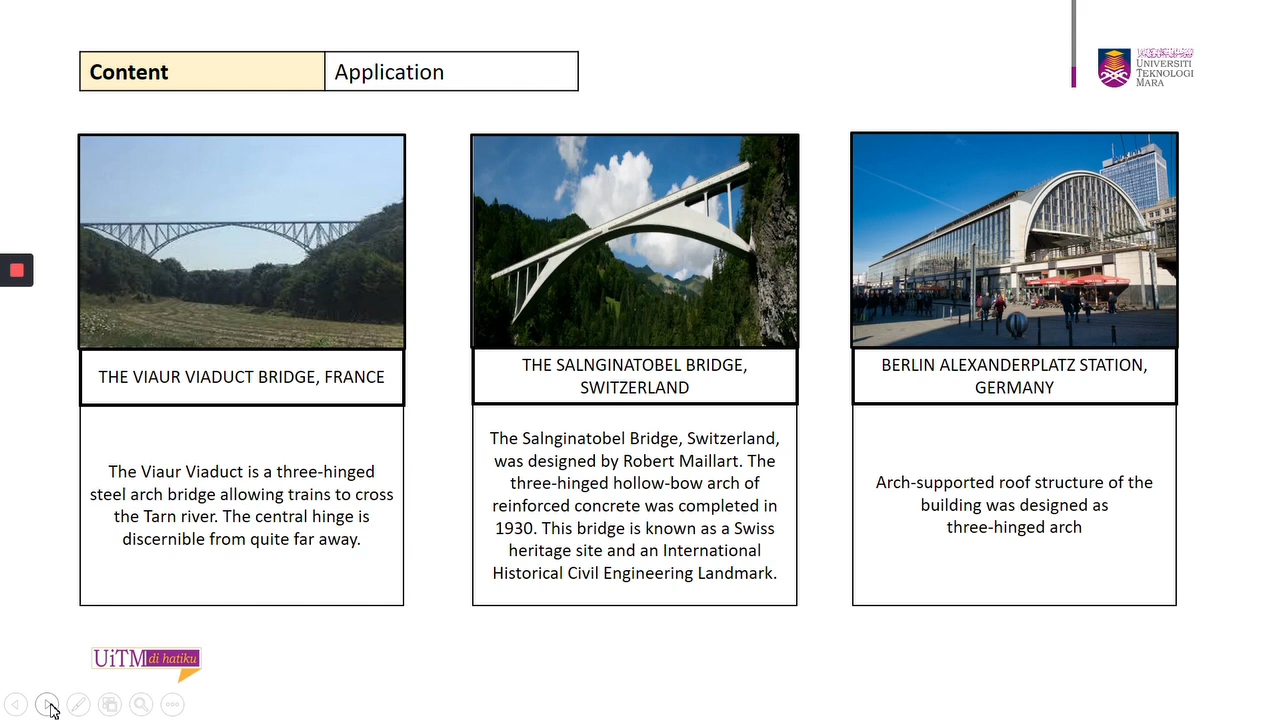 Content
Application
UNIVERSITI
TEKNOLOGI
MARA
THE VIAUR VIADUCT BRIDGE, FRANCE
The Viaur Viaduct is a three-hinged
steel arch bridge allowing trains to cross
the Tarn river. The central hinge is
discernible from quite far away.
THE SALNGINATOBEL BRIDGE,
SWITZERLAND
The Salnginatobel Bridge, Switzerland,
was designed by Robert Maillart. The
three-hinged hollow-bow arch of
reinforced concrete was completed in
1930. This bridge is known as a Swiss
heritage site and an International
Historical Civil Engineering Landmark.
BERLIN ALEXANDERPLATZ STATION,
GERMANY
Arch-supported roof structure of the
building was designed as
three-hinged arch
UiTM di hatiku